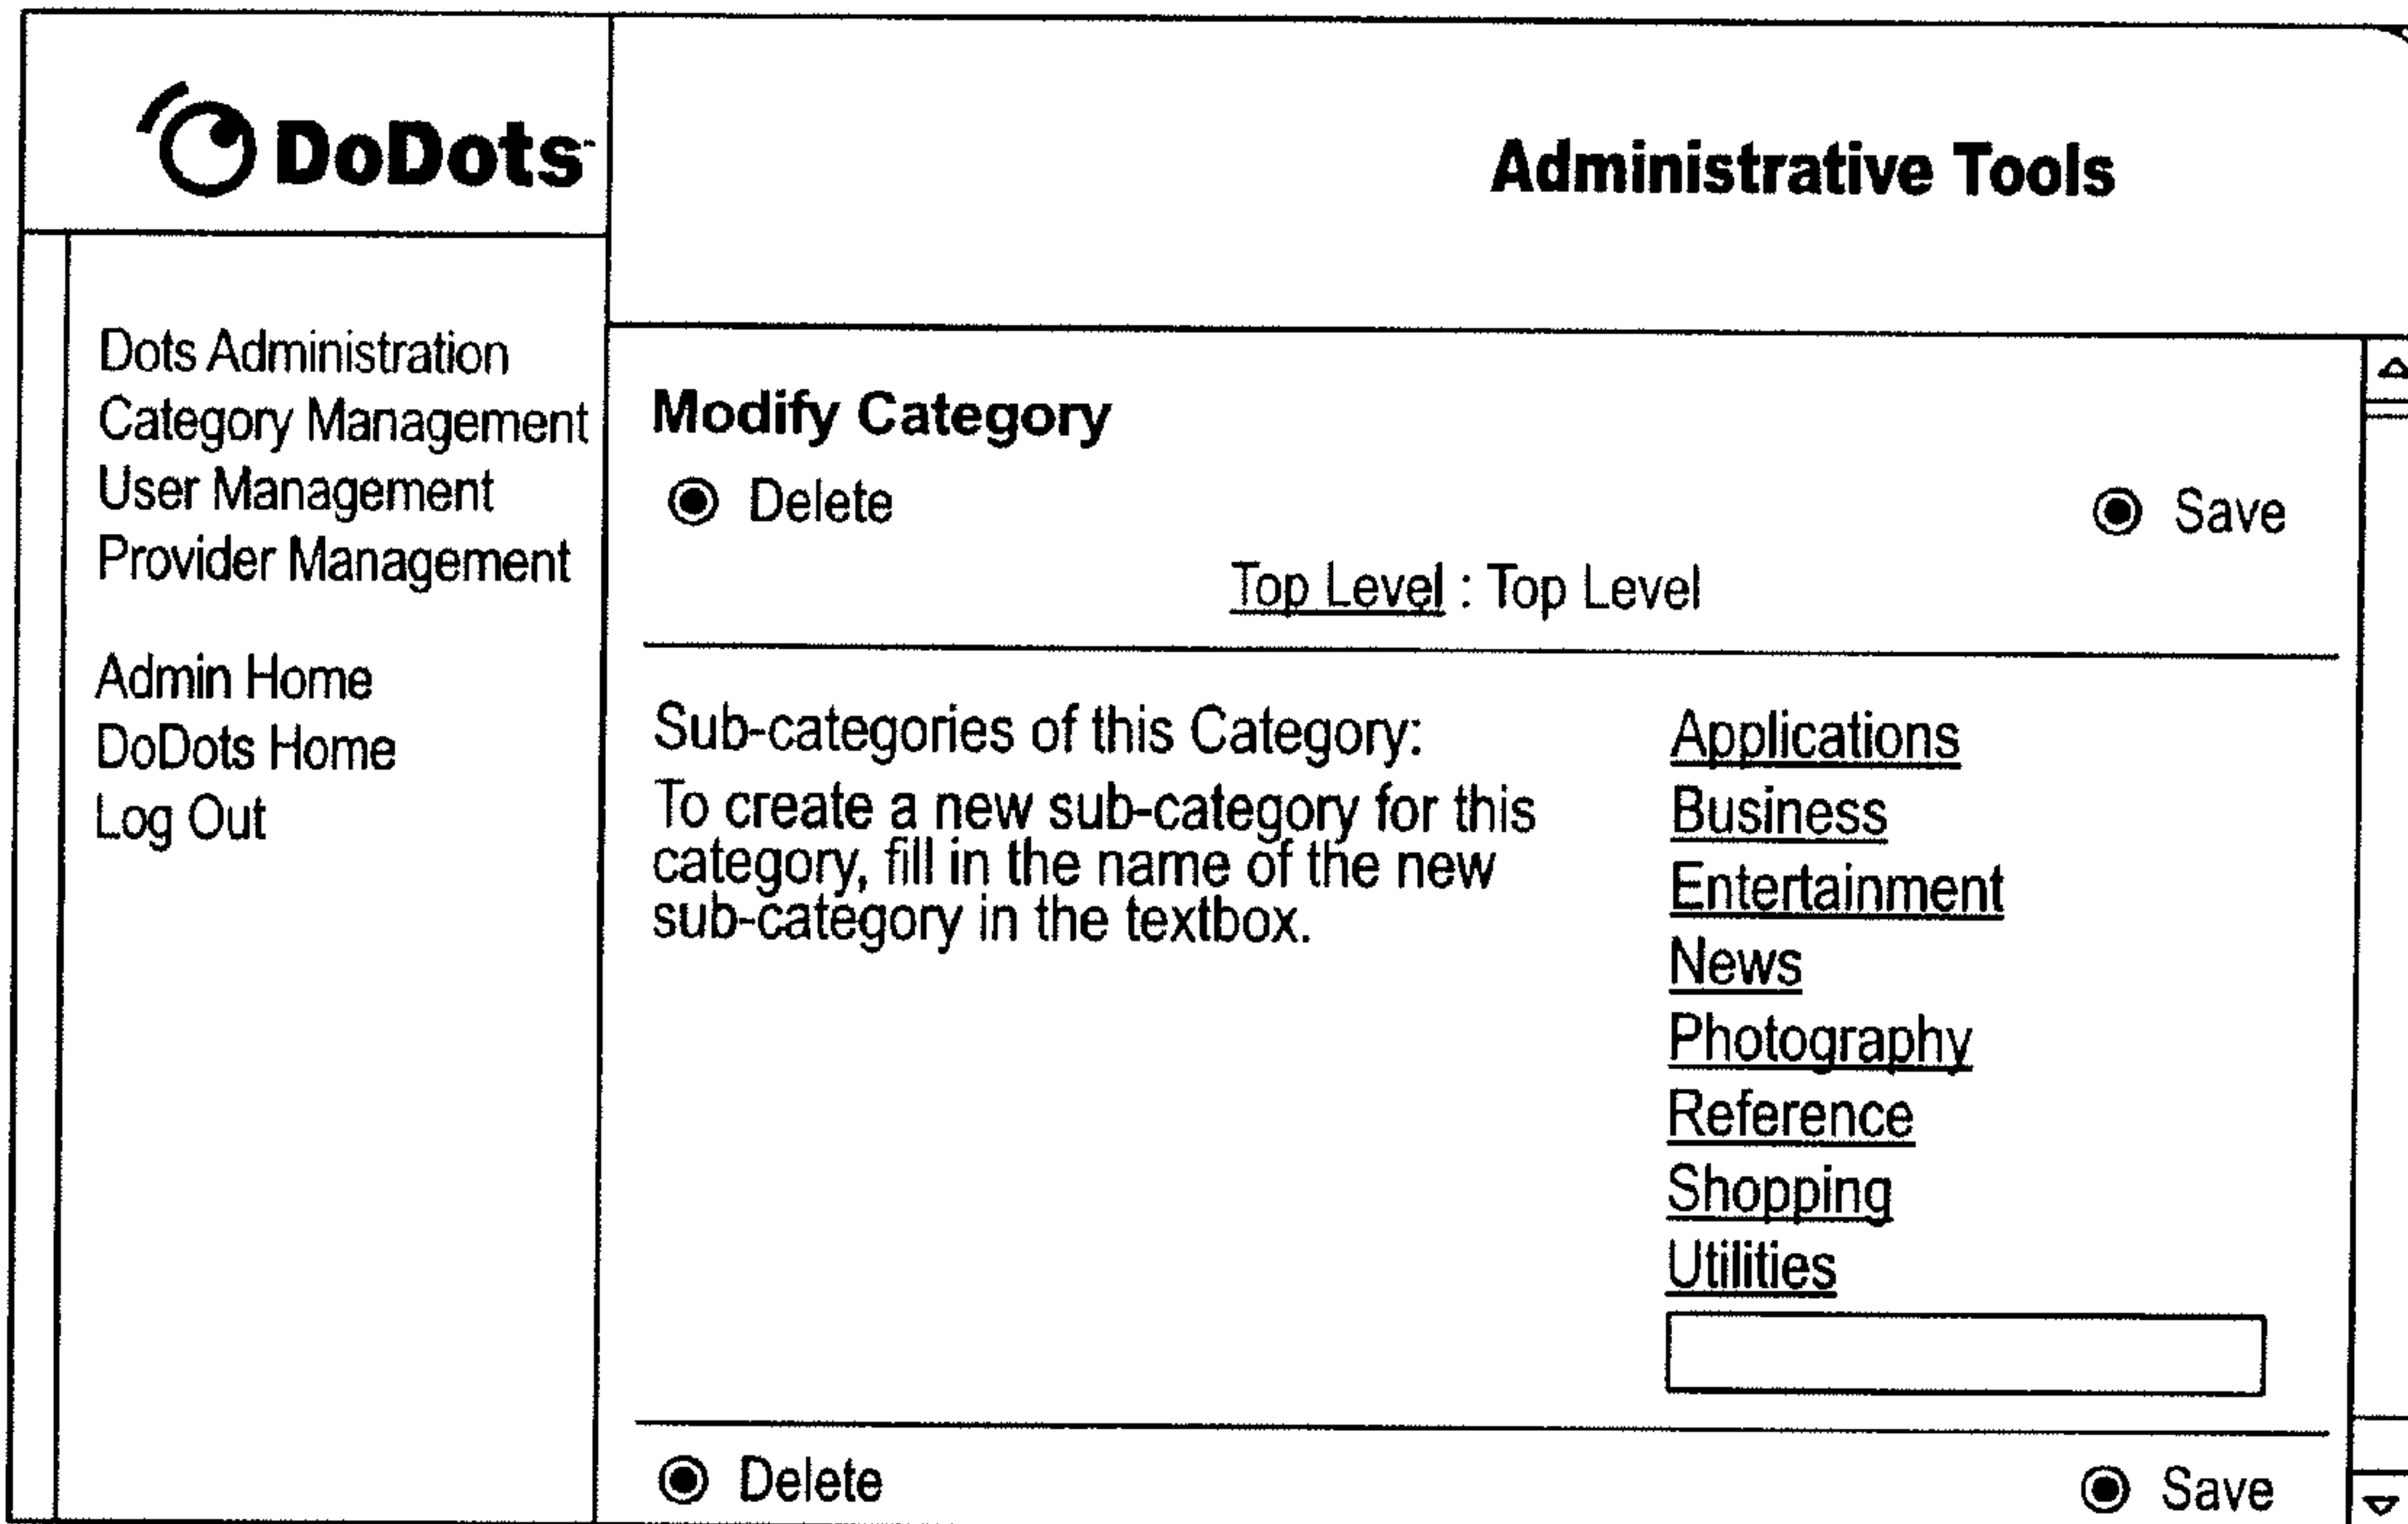 DoDots™
Administrative Tools
Dots Administration
Category Management
User Management
Provider Management
Admin Home
DoDots Home
Log Out
Modify Category
Delete
Save
Top Level : Top Level
Sub-categories of this Category:
To create a new sub-category for this
category, fill in the name of the new
sub-category in the textbox.
Applications
Business
Entertainment
News
Photography
Reference
Shopping
Utilities
Delete
Save